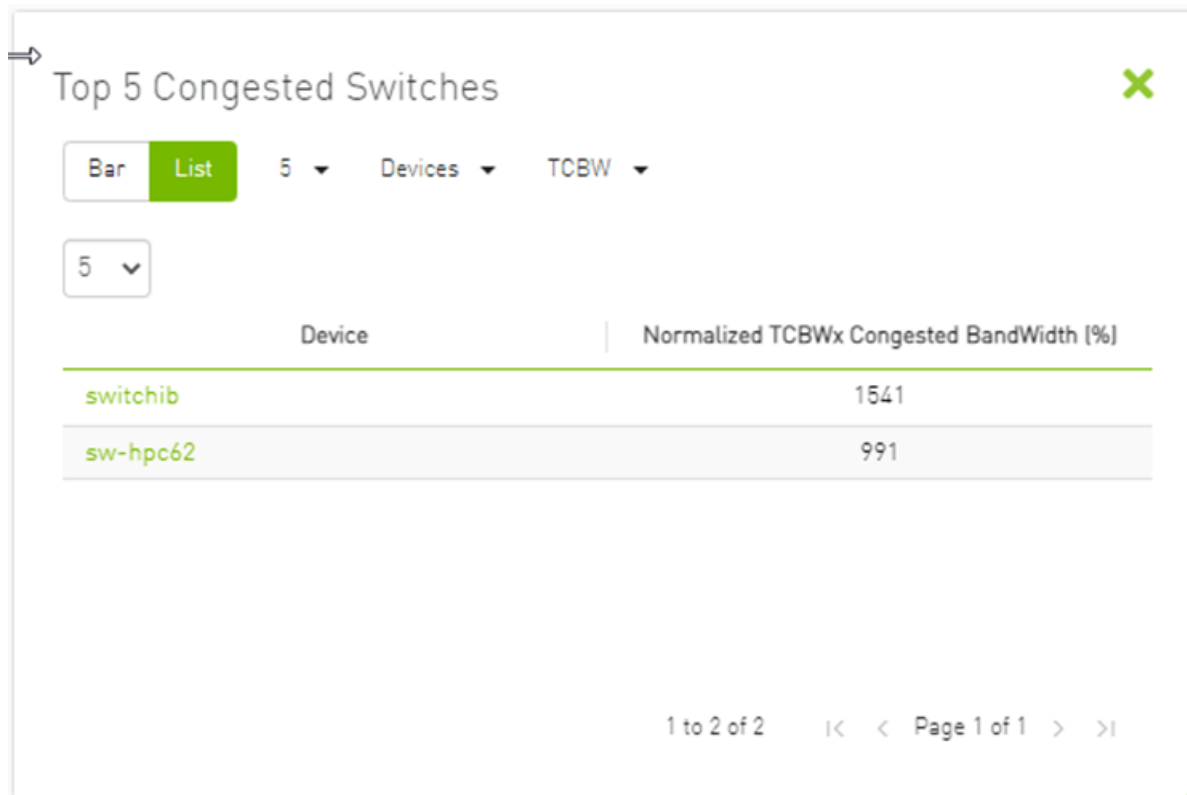 Top 5 Congested Switches
Bar List 5 Devices TCBW
5
Device Normalized TCBWx Congested BandWidth (%)
switchib 1541
sw-hpc62 991
1 to 2 of 2 Page 1 of 1